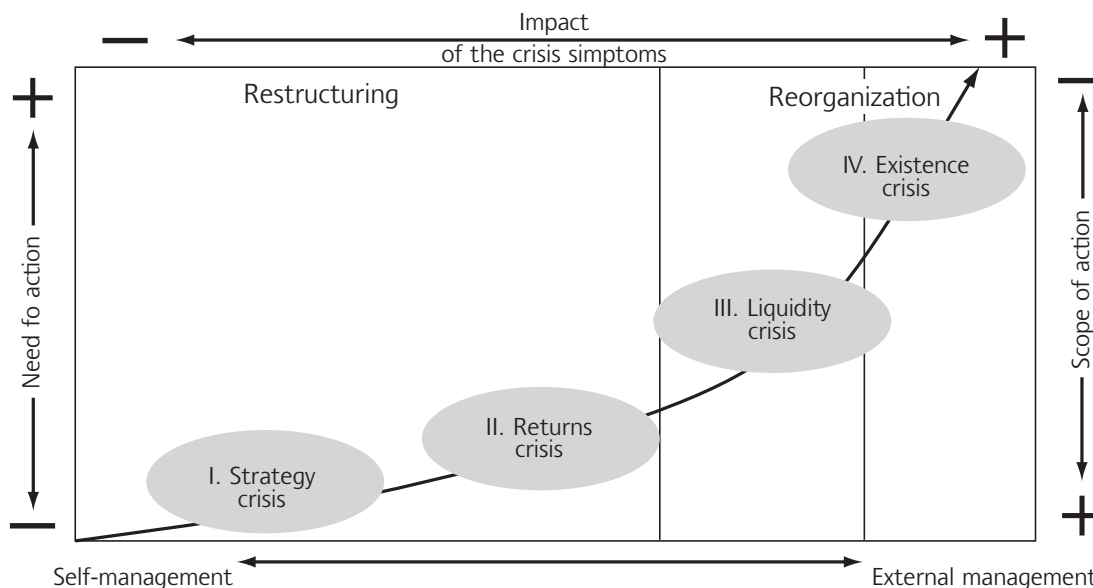 Impact
of the crisis simptoms
Restructuring
Reorganization
IV. Existence
crisis
III. Liquidity
crisis
II. Returns
crisis
I. Strategy
crisis
Need fo action
Scope of action
Self-management
External management